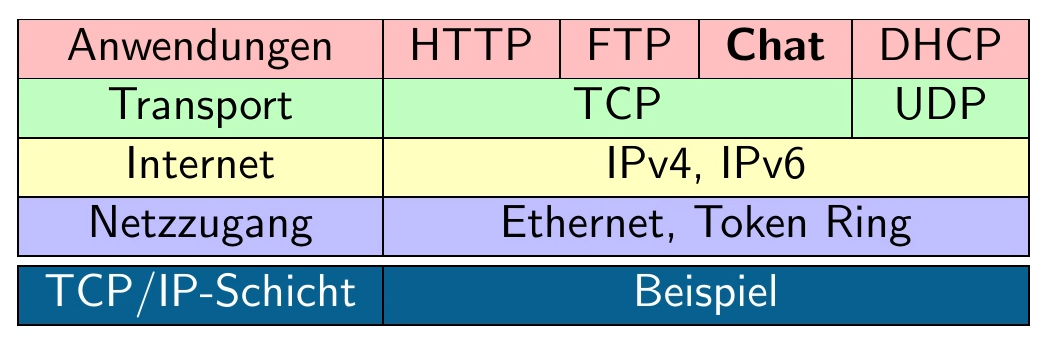 Anwendungen HTTP FTP Chat DHCP
Transport TCP UDP
Internet IPv4, IPv6
Netzzugang Ethernet, Token Ring
TCP/IP-Schicht Beispiel